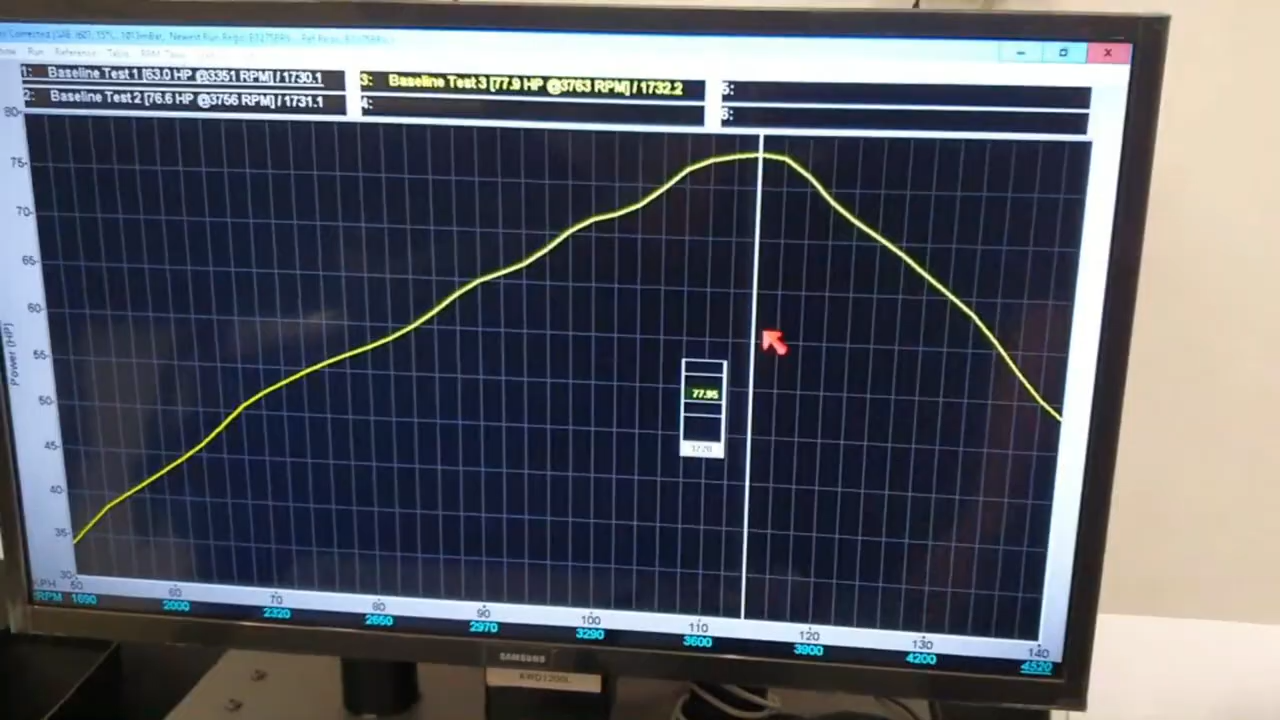 Run Reference
1: Baseline Test 1 [63.0 HP @3351 RPM] / 1730.1
2: Baseline Test 2 [76.6 HP @3756 RPM] / 1731.1
3: Baseline Test 3 [77.9 HP @3763 RPM] / 1732.2
4:
5:
6:
80
75
70
65
60
55
50
45
40
35
30
Power (HP)
77.95
KPH 50 60 70 80 90 100 110 120 130 140
RPM 1690 2000 2320 2650 2970 3290 3600 3900 4200 4520
SAMSUNG